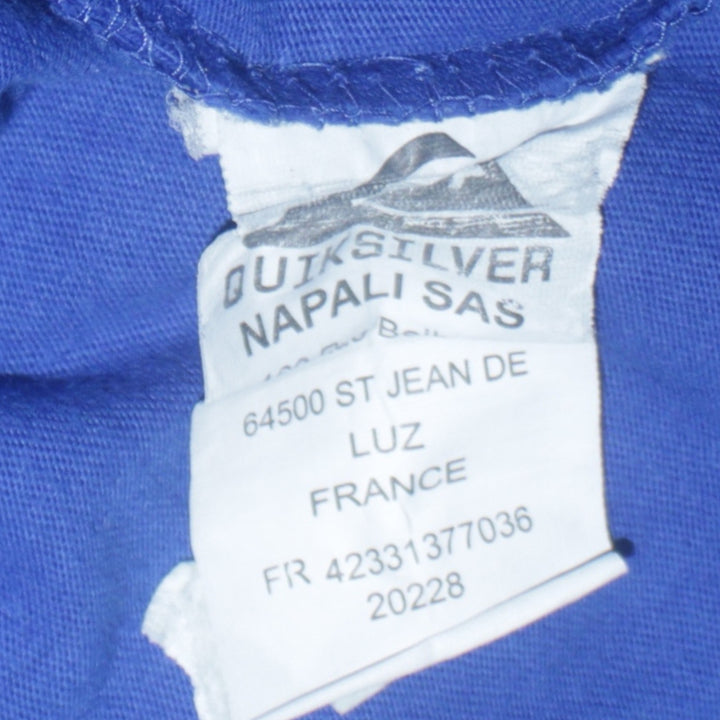 QUIKSILVER
NAPALI SAS
64500 ST JEAN DE
LUZ
FRANCE
FR 42331377036
20228